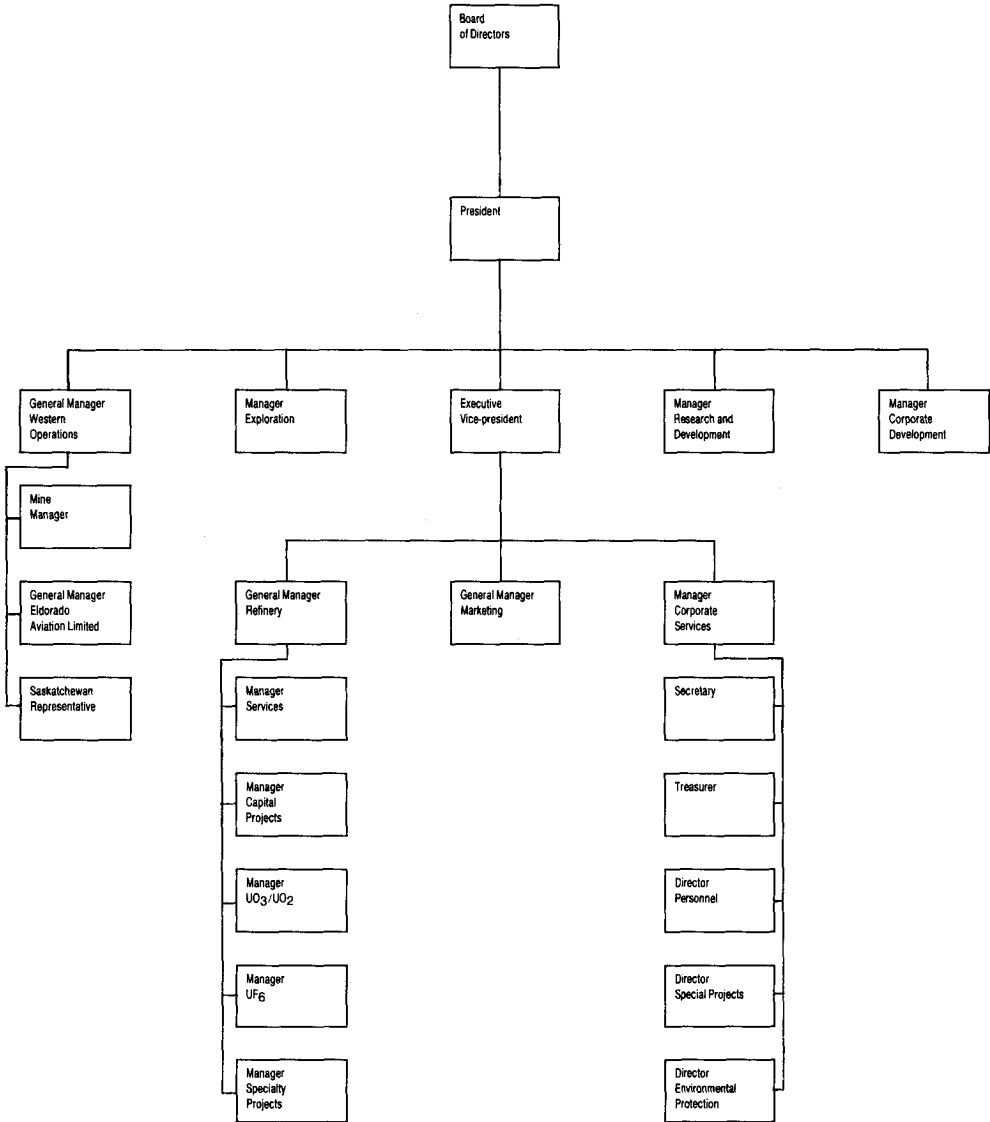 Board
of Directors
President
General Manager
Western
Operations
Manager
Exploration
Executive
Vice-president
Manager
Research and
Development
Manager
Corporate
Development
Mine
Manager
General Manager
Eldorado
Aviation Limited
Saskatchewan
Representative
General Manager
Refinery
General Manager
Marketing
Manager
Corporate
Services
Manager
Services
Manager
Capital
Projects
Manager
UO3/UO2
Manager
UF6
Manager
Specialty
Projects
Secretary
Treasurer
Director
Personnel
Director
Special Projects
Director
Environmental
Protection